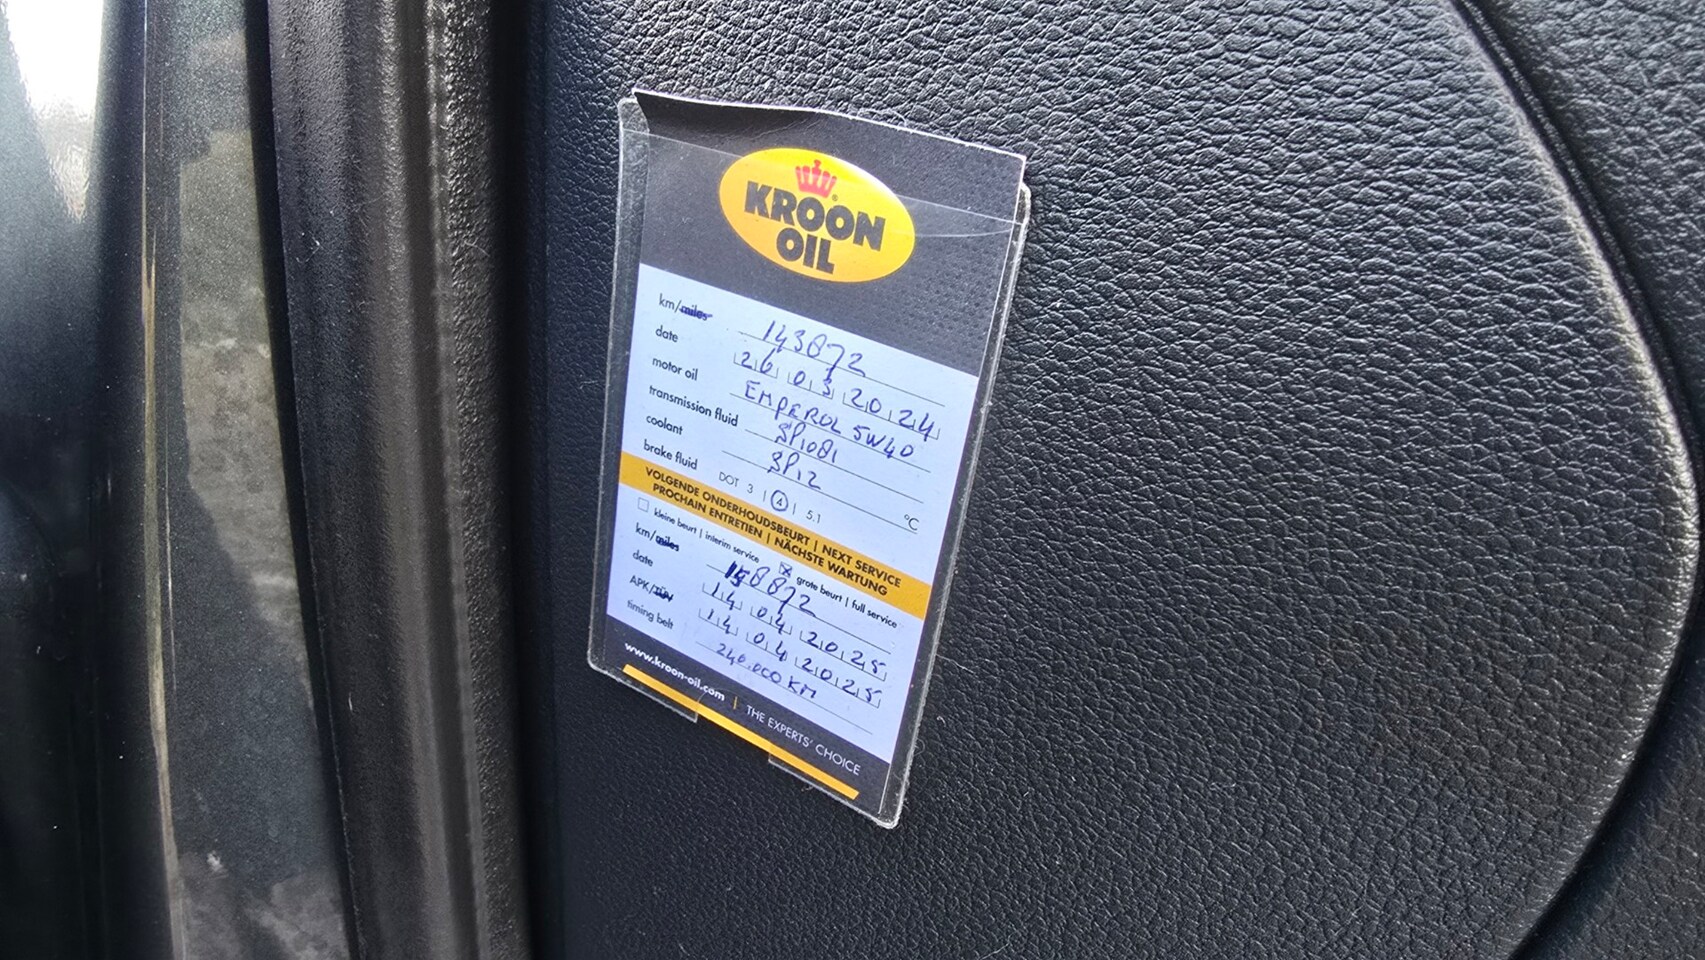 KROON
OIL
km/miles 143872
date 26 03 2024
motor oil EMPEROL 5W40
transmission fluid SP1081
coolant SP12 °C
brake fluid DOT 3 | 4 | 5.1
VOLGENDE ONDERHOUDSBEURT | NEXT SERVICE
PROCHAIN ENTRETIEN | NÄCHSTE WARTUNG
kleine beurt | interim service x grote beurt | full service
km/miles
date 14 04 2025
APK/TÜV 14 04 2025
timing belt 240.000 KM
www.kroon-oil.com | THE EXPERTS' CHOICE